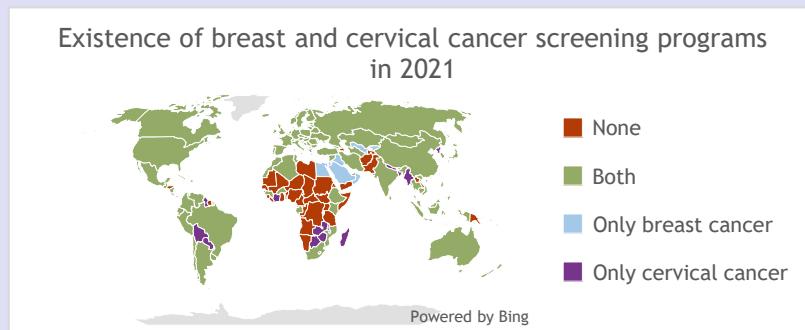 Existence of breast and cervical cancer screening programs
in 2021
None
Both
Only breast cancer
Only cervical cancer
Powered by Bing